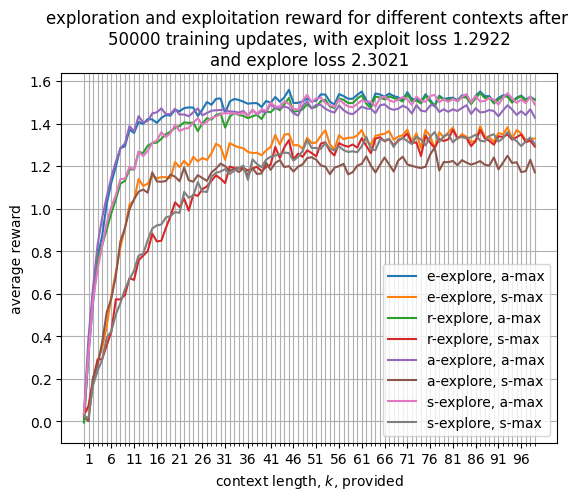 exploration and exploitation reward for different contexts after
50000 training updates, with exploit loss 1.2922
and explore loss 2.3021
1.6
1.4
1.2
1.0
0.8
0.6
0.4
0.2
0.0
average reward
e-explore, a-max
e-explore, s-max
r-explore, a-max
r-explore, s-max
a-explore, a-max
a-explore, s-max
s-explore, a-max
s-explore, s-max
1 6 11 16 21 26 31 36 41 46 51 56 61 66 71 76 81 86 91 96
context length, k, provided